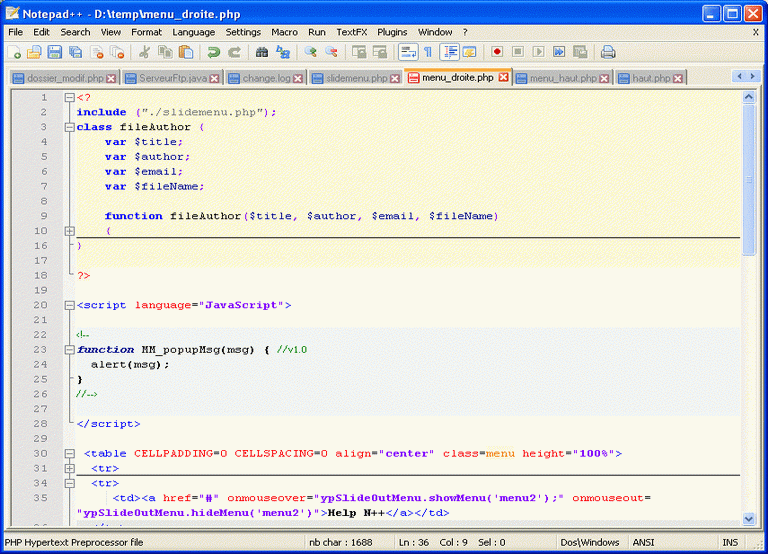 Notepad++ - D:\temp\menu_droite.php
File Edit Search View Format Language Settings Macro Run TextFX Plugins Window ? X
dossier_modif.php ServeurFtp.java change.log slidemenu.php menu_droite.php menu_haut.php haut.php
1 <?
2 include ("./slidemenu.php");
3 class fileAuthor {
4 var $title;
5 var $author;
6 var $email;
7 var $fileName;
8
9 function fileAuthor($title, $author, $email, $fileName)
10 {
16 }
17
18 ?>
19
20 <script language="JavaScript">
21
22 <!--
23 function MM_popupMsg(msg) { //v1.0
24 alert(msg);
25 }
26 //-->
27
28 </script>
29
30 <table CELLPADDING=0 CELLSPACING=0 align="center" class=menu height="100%">
31 <tr>
34 <tr>
35 <td><a href="#" onmouseover="ypSlideOutMenu.showMenu('menu2');" onmouseout=
"ypSlideOutMenu.hideMenu('menu2')">Help N++</a></td>
PHP Hypertext Preprocessor file nb char : 1688 Ln : 36 Col : 9 Sel : 0 Dos\Windows ANSI INS